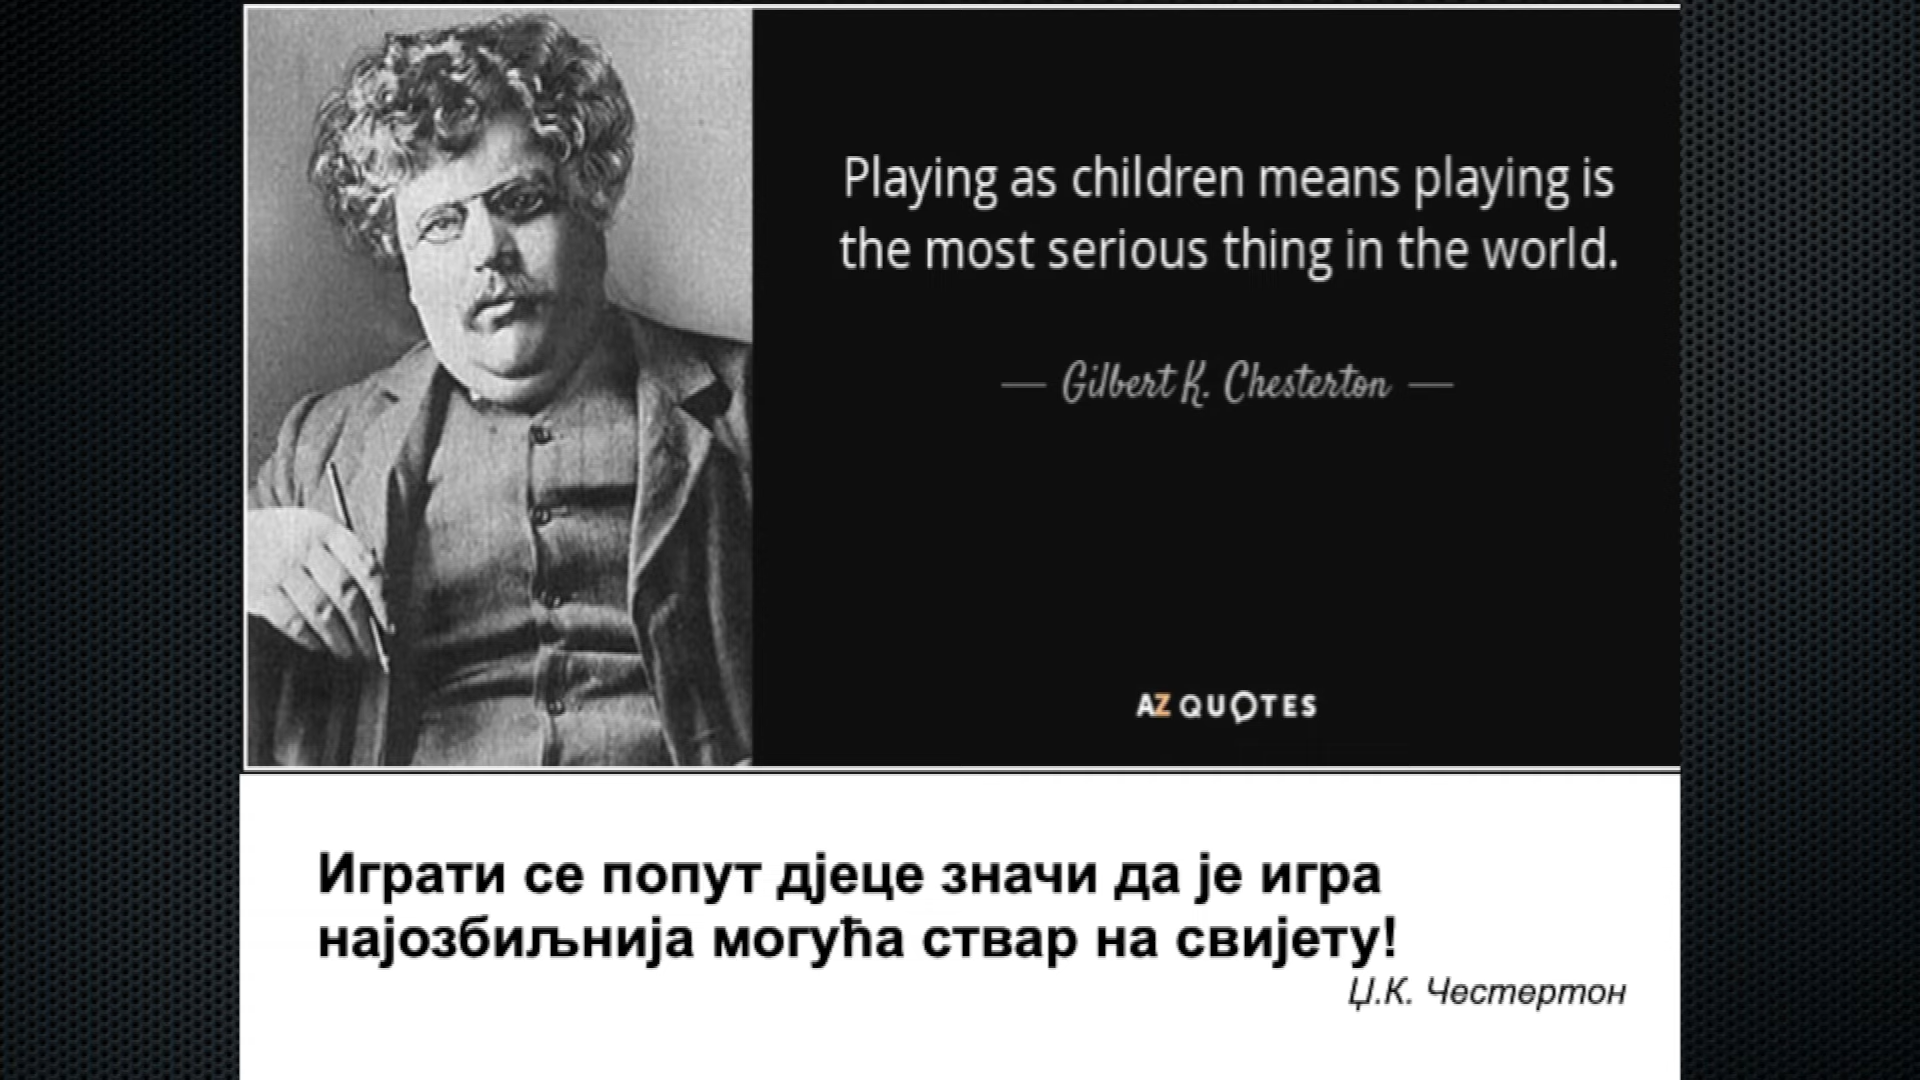 Playing as children means playing is
the most serious thing in the world.
— Gilbert K. Chesterton —
AZ QUOTES
Играти се попут дјеце значи да је игра
најозбиљнија могућа ствар на свијету!
Џ.К. Честертон